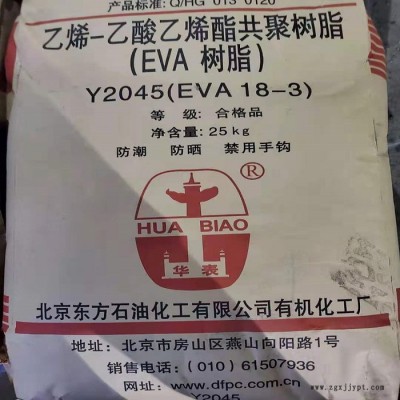 产品标准: Q/HG 013-0120
乙烯-乙酸乙烯酯共聚树脂
(EVA 树脂)
Y2045(EVA 18-3)
等 级: 合格品
净含量: 25kg
防潮 防晒 禁用手钩
®
HUA BIAO
华表
北京东方石油化工有限公司有机化工厂
地址: 北京市房山区燕山向阳路1号
销售电话: (010) 61507936
www.dfpc.com.cn
Y2045
www.zgxjjypt.com